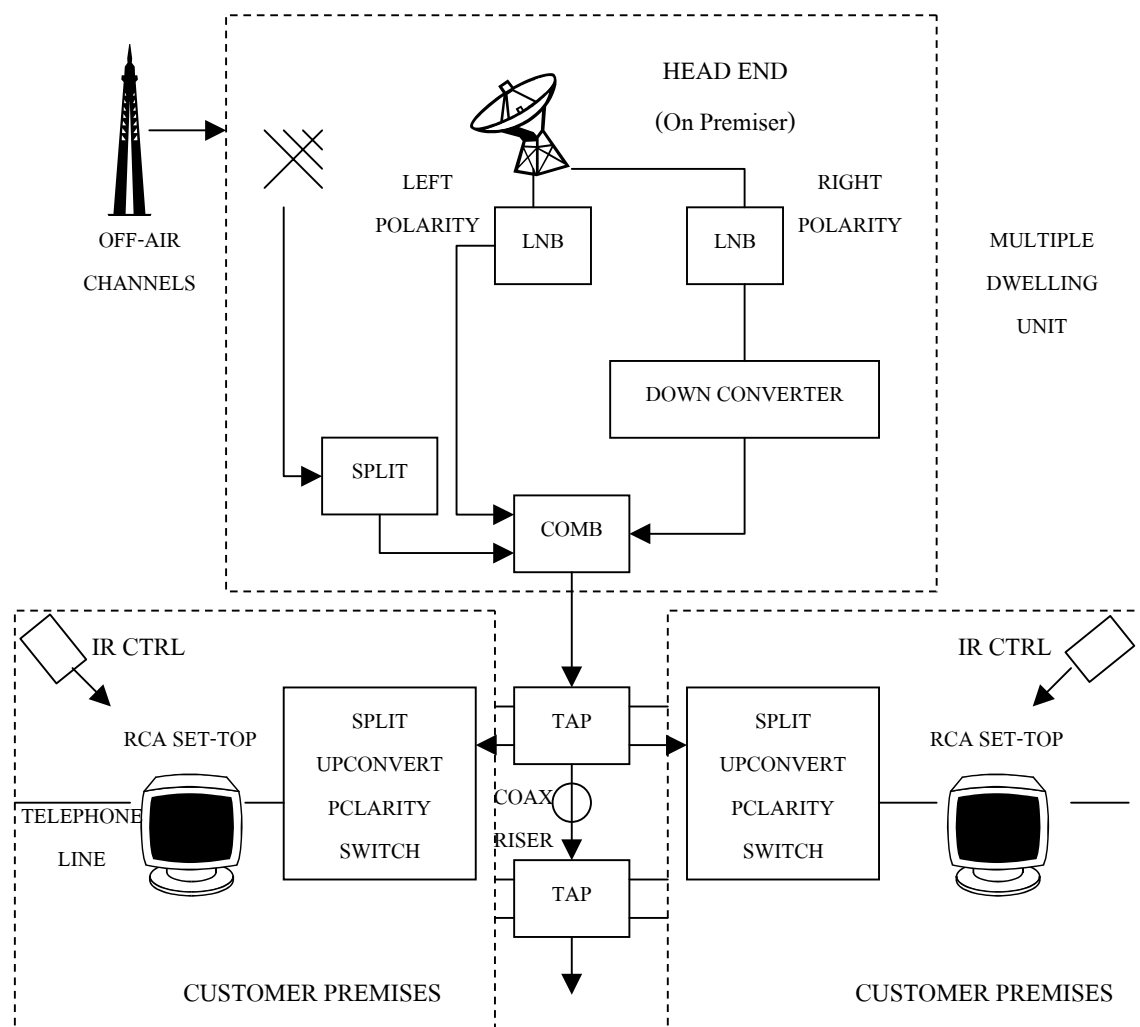 HEAD END
(On Premiser)
LEFT
POLARITY
RIGHT
POLARITY
OFF-AIR
CHANNELS
LNB
LNB
MULTIPLE
DWELLING
UNIT
DOWN CONVERTER
SPLIT
COMB
IR CTRL
IR CTRL
RCA SET-TOP
SPLIT
UPCONVERT
PCLARITY
SWITCH
TAP
SPLIT
UPCONVERT
PCLARITY
SWITCH
RCA SET-TOP
TELEPHONE
LINE
COAX
RISER
TAP
CUSTOMER PREMISES
CUSTOMER PREMISES